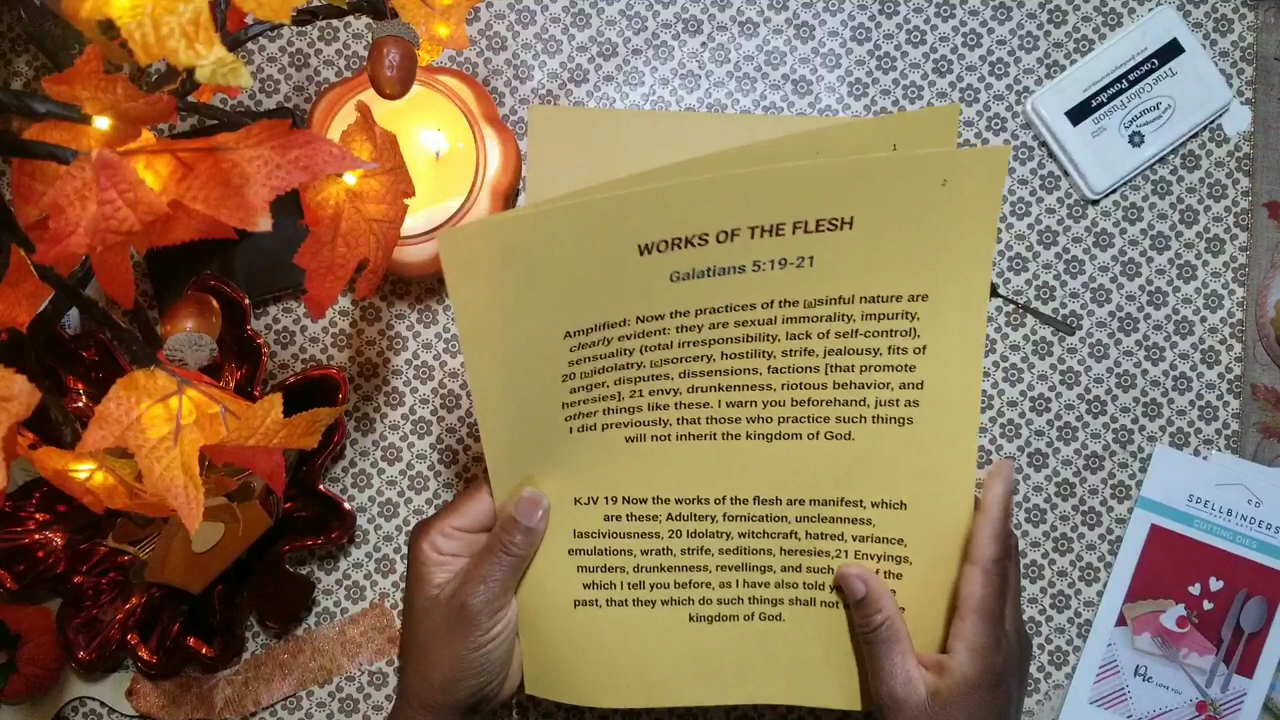 1
2
WORKS OF THE FLESH
Galatians 5:19-21
Amplified: Now the practices of the [a]sinful nature are
clearly evident: they are sexual immorality, impurity,
sensuality (total irresponsibility, lack of self-control),
20 [b]idolatry, [c]sorcery, hostility, strife, jealousy, fits of
anger, disputes, dissensions, factions [that promote
heresies], 21 envy, drunkenness, riotous behavior, and
other things like these. I warn you beforehand, just as
I did previously, that those who practice such things
will not inherit the kingdom of God.
KJV 19 Now the works of the flesh are manifest, which
are these; Adultery, fornication, uncleanness,
lasciviousness, 20 Idolatry, witchcraft, hatred, variance,
emulations, wrath, strife, seditions, heresies,21 Envyings,
murders, drunkenness, revellings, and such of the
which I tell you before, as I have also told
past, that they which do such things shall not
kingdom of God.
Journey
TrueColorFusion
Cocoa Powder
SPELLBINDERS
PAPER ARTS
CUTTING DIES
Pie LOVE YOU